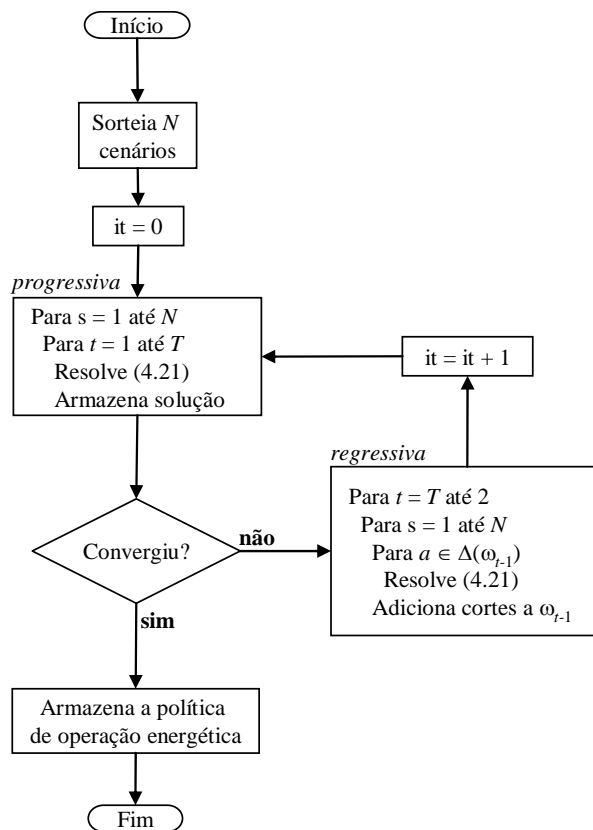 Início
Sorteia N
cenários
it = 0
progressiva
Para s = 1 até N
Para t = 1 até T
Resolve (4.21)
Armazena solução
it = it + 1
regressiva
Para t = T até 2
Para s = 1 até N
Para a ∈ Δ(ωt-1)
Resolve (4.21)
Adiciona cortes a ωt-1
Convergiu?
não
sim
Armazena a política
de operação energética
Fim